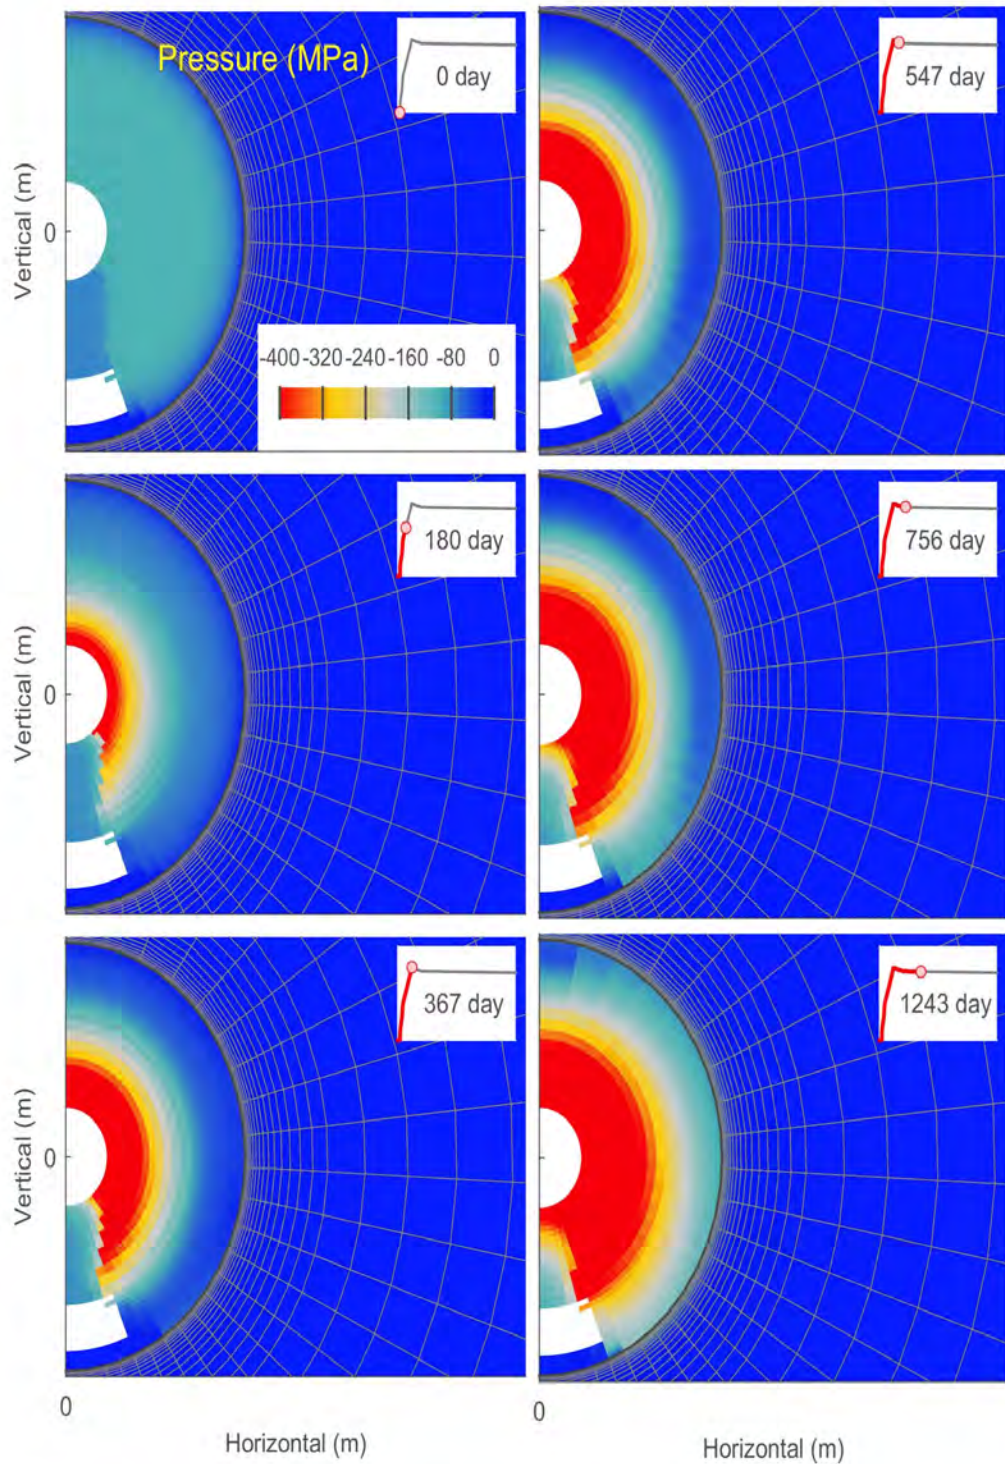 Pressure (MPa)
0 day
547 day
Vertical (m)
0
-400 -320 -240 -160 -80 0
180 day
756 day
Vertical (m)
0
367 day
1243 day
Vertical (m)
0
0
0
Horizontal (m)
Horizontal (m)